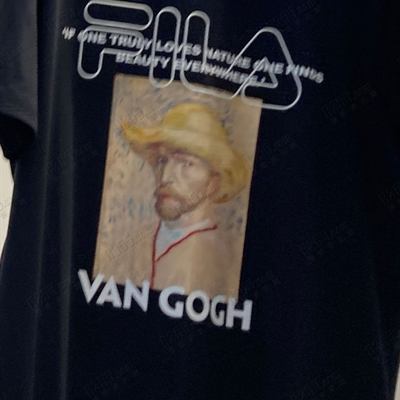 FILA
"IF ONE TRULY LOVES NATURE ONE FINDS
BEAUTY EVERYWHERE."
VAN GOGH